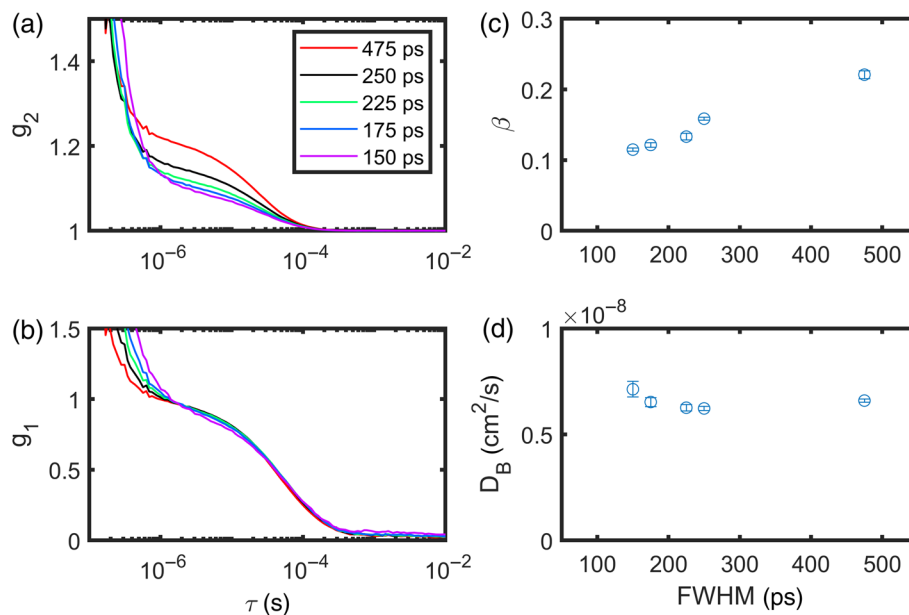 (a)
g2
1.4
1.2
1
10−6
10−4
10−2
475 ps
250 ps
225 ps
175 ps
150 ps
(c)
β
0.3
0.2
0.1
0
100
200
300
400
500
(b)
g1
1.5
1
0.5
0
10−6
10−4
10−2
τ (s)
(d)
×10−8
DB (cm2/s)
1
0.5
0
100
200
300
400
500
FWHM (ps)